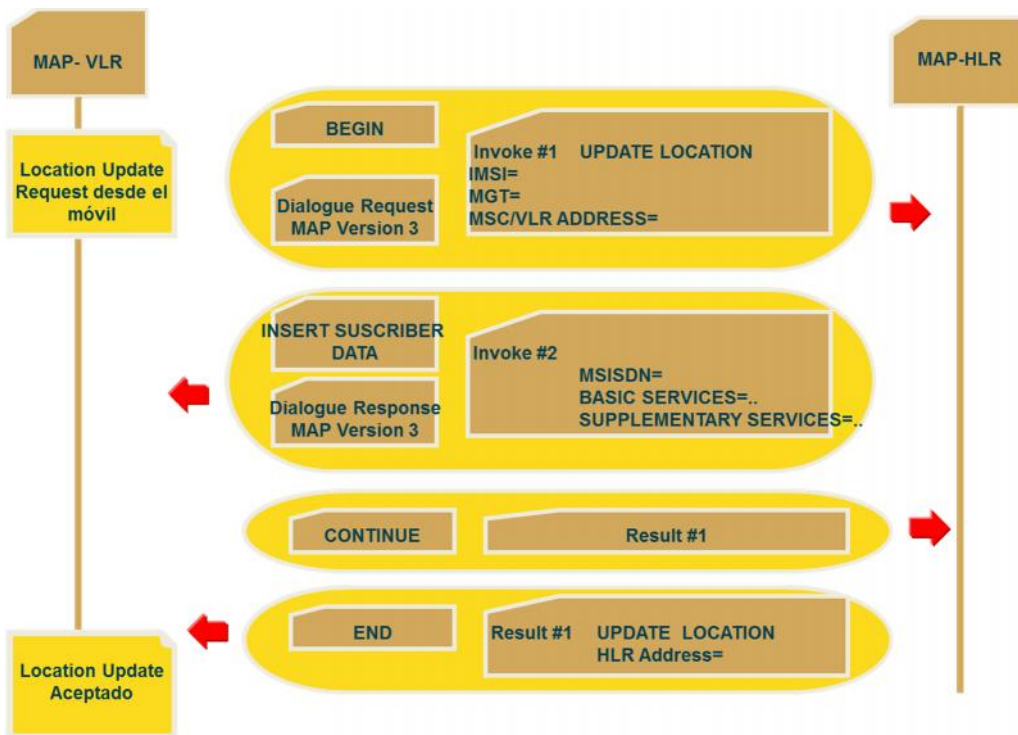 MAP- VLR
MAP-HLR
BEGIN
Location Update
Request desde el
móvil
Invoke #1 UPDATE LOCATION
IMSI=
MGT=
MSC/VLR ADDRESS=
Dialogue Request
MAP Version 3
INSERT SUSCRIBER
DATA
Invoke #2
MSISDN=
BASIC SERVICES=..
SUPPLEMENTARY SERVICES=..
Dialogue Response
MAP Version 3
CONTINUE
Result #1
END
Result #1 UPDATE LOCATION
HLR Address=
Location Update
Aceptado